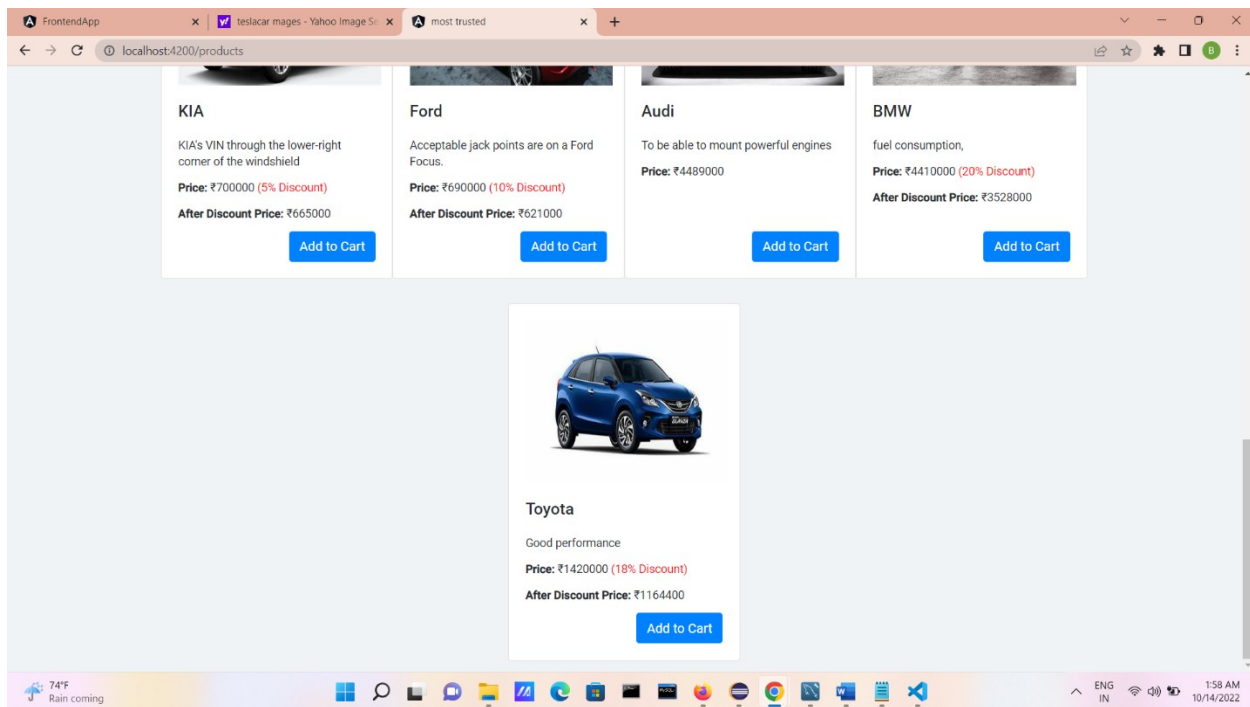 FrontendApp
teslacar mages - Yahoo Image Se
most trusted
localhost:4200/products
B
KIA
KIA's VIN through the lower-right
corner of the windshield
Price: ₹700000 (5% Discount)
After Discount Price: ₹665000
Add to Cart
Ford
Acceptable jack points are on a Ford
Focus.
Price: ₹690000 (10% Discount)
After Discount Price: ₹621000
Add to Cart
Audi
To be able to mount powerful engines
Price: ₹4489000
Add to Cart
BMW
fuel consumption,
Price: ₹4410000 (20% Discount)
After Discount Price: ₹3528000
Add to Cart
Toyota
Good performance
Price: ₹1420000 (18% Discount)
After Discount Price: ₹1164400
Add to Cart
74°F
Rain coming
ENG
IN
1:58 AM
10/14/2022